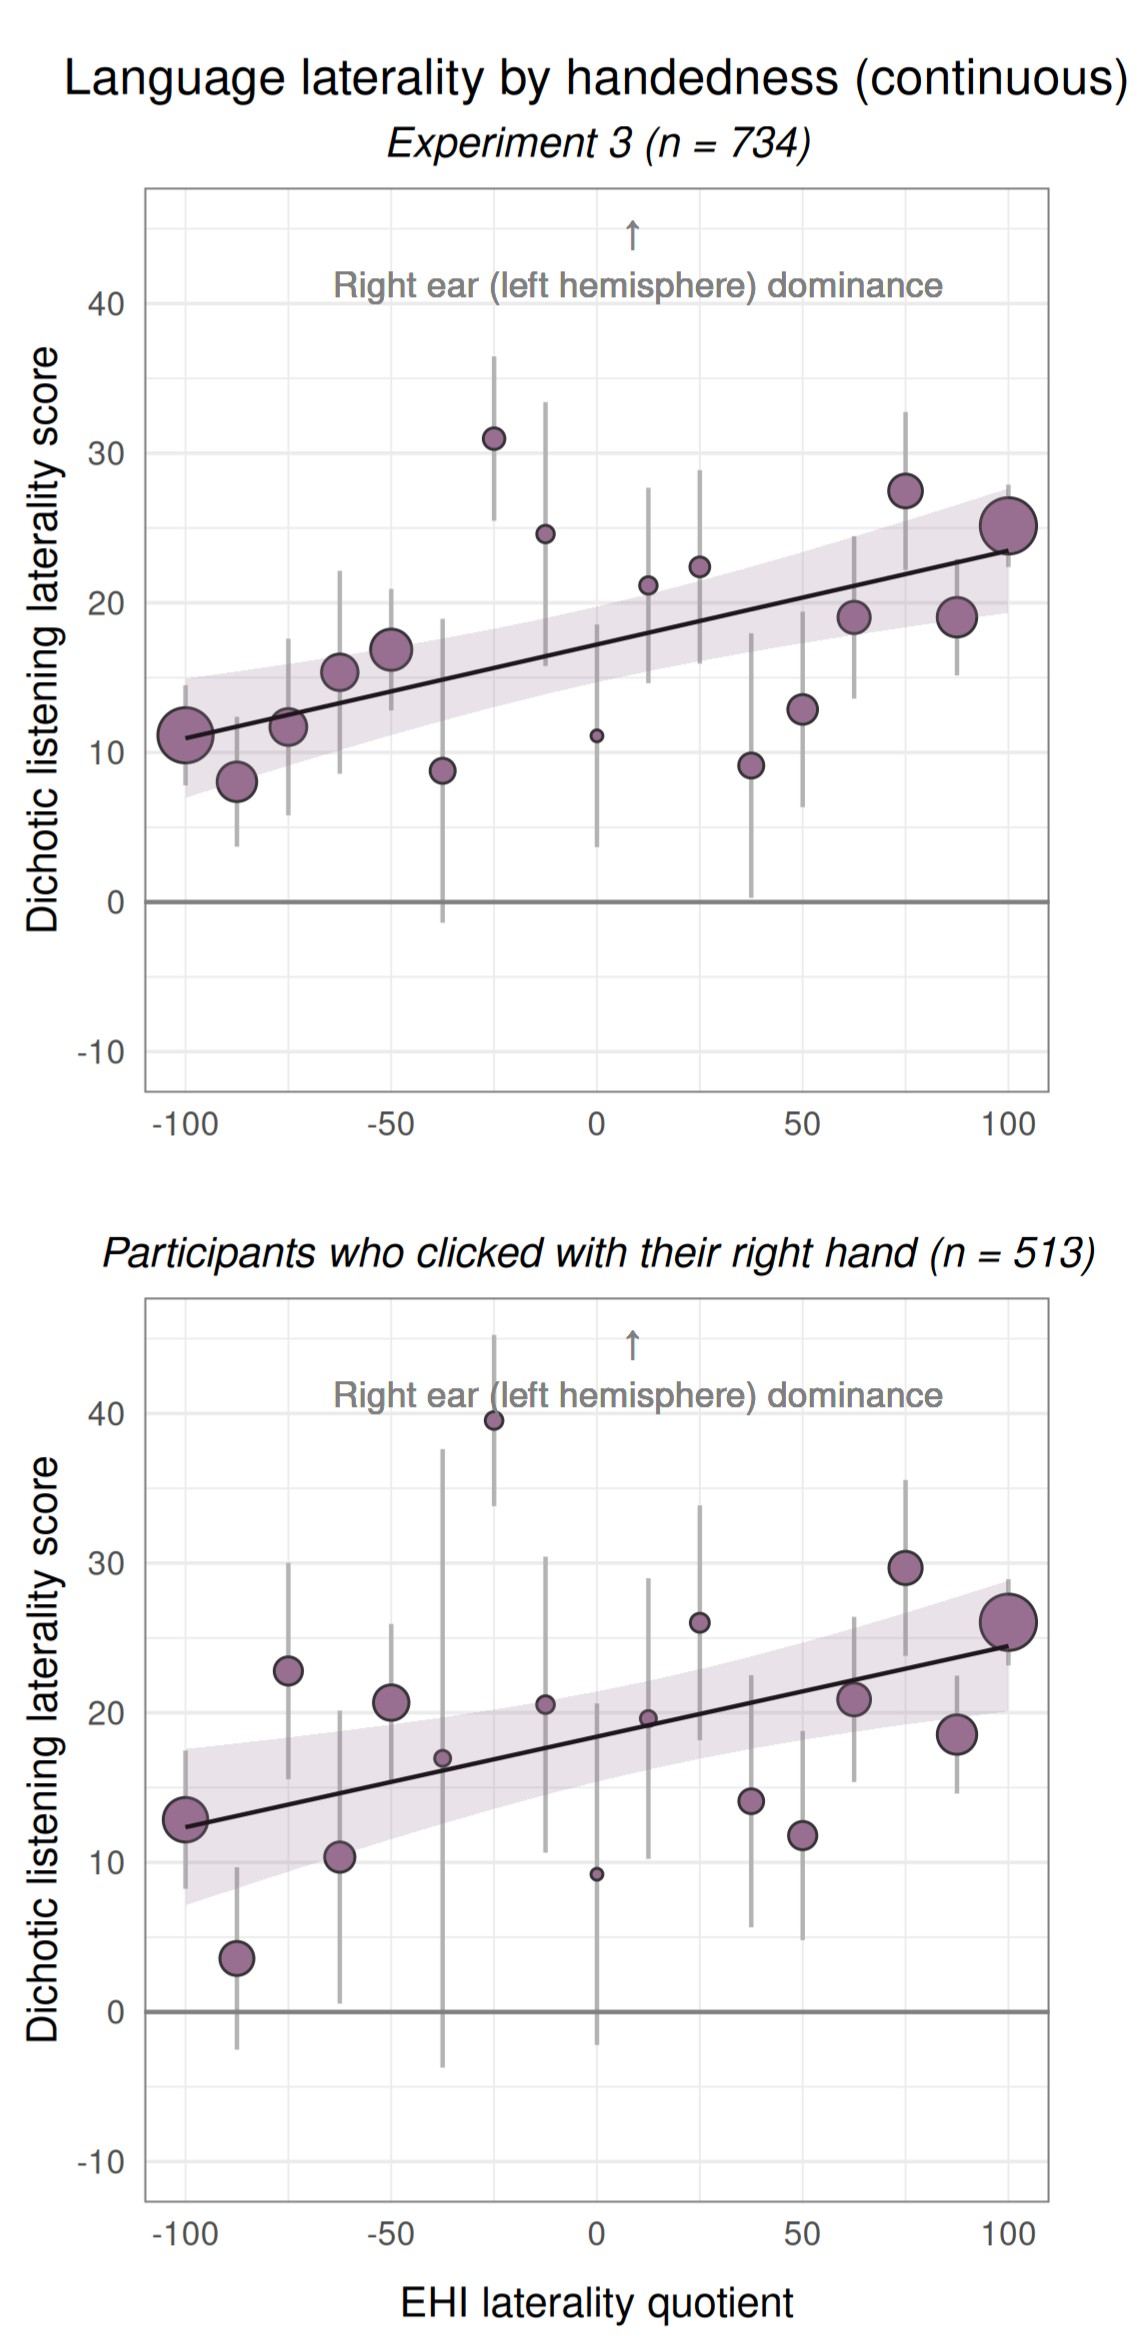 Language laterality by handedness (continuous)
Experiment 3 (n = 734)
↑
Right ear (left hemisphere) dominance
Dichotic listening laterality score
40
30
20
10
0
-10
-100 -50 0 50 100
Participants who clicked with their right hand (n = 513)
↑
Right ear (left hemisphere) dominance
Dichotic listening laterality score
40
30
20
10
0
-10
-100 -50 0 50 100
EHI laterality quotient